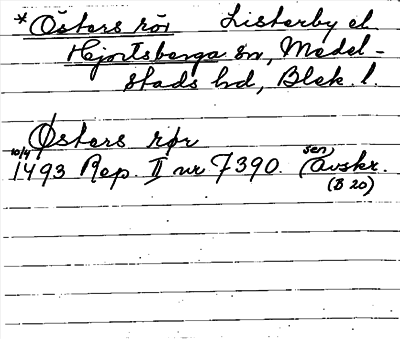 *Östers rör Listerby el.
Hjortsberga sn, Medel-
stads hd, Blek. l.
Østers rør
10/4 1493 Rep. II nr 7390. (sen, avskr.
(B 20)